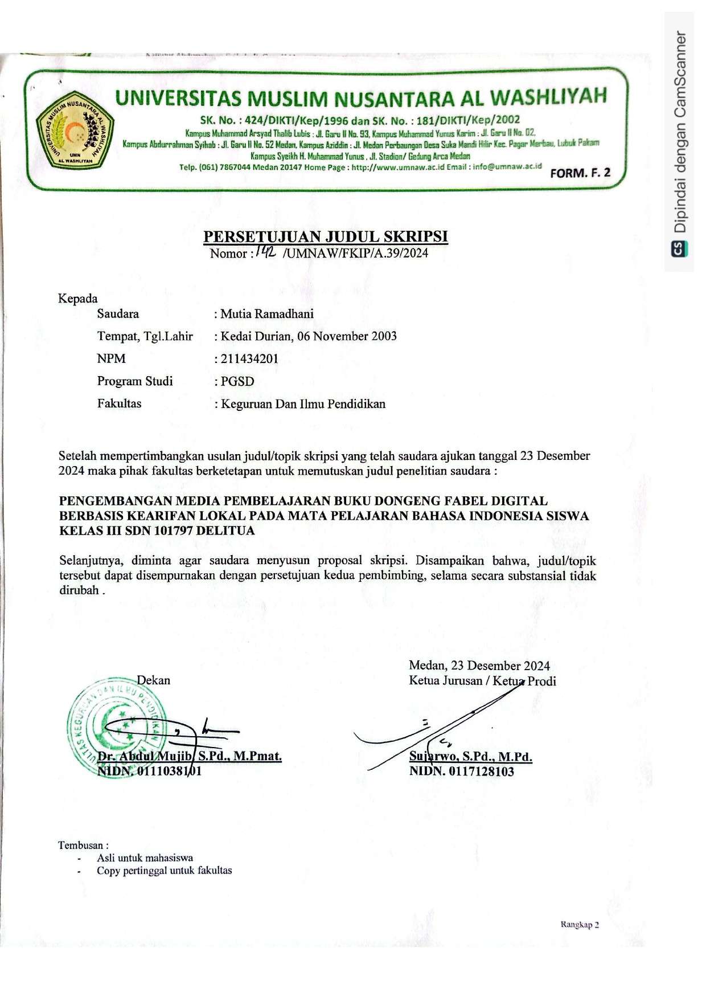 UNIVERSITAS MUSLIM NUSANTARA AL WASHLIYAH
SK. No. : 424/DIKTI/Kep/1996 dan SK. No. : 181/DIKTI/Kep/2002
Kampus Muhammad Arsyad Thalib Lubis : Jl. Garu II No. 93, Kampus Muhammad Yunus Karim : Jl. Garu II No. 02,
Kampus Abdurrahman Syihab : Jl. Garu II No. 52 Medan, Kampus Aziddin : Jl. Medan Perbaungan Desa Suka Mandi Hilir Kec. Pagar Merbau, Lubuk Pakam
Kampus Syeikh H. Muhammad Yunus , Jl. Stadion/ Gedung Arca Medan
Telp. (061) 7867044 Medan 20147 Home Page : http://www.umnaw.ac.id Email : info@umnaw.ac.id
FORM. F. 2
UNIVERSITAS MUSLIM NUSANTARA AL WASHLIYAH
UMN
AL WASHLIYAH
PERSETUJUAN JUDUL SKRIPSI
Nomor : 142 /UMNAW/FKIP/A.39/2024
Kepada
Saudara : Mutia Ramadhani
Tempat, Tgl.Lahir : Kedai Durian, 06 November 2003
NPM : 211434201
Program Studi : PGSD
Fakultas : Keguruan Dan Ilmu Pendidikan
Setelah mempertimbangkan usulan judul/topik skripsi yang telah saudara ajukan tanggal 23 Desember
2024 maka pihak fakultas berketetapan untuk memutuskan judul penelitian saudara :
PENGEMBANGAN MEDIA PEMBELAJARAN BUKU DONGENG FABEL DIGITAL
BERBASIS KEARIFAN LOKAL PADA MATA PELAJARAN BAHASA INDONESIA SISWA
KELAS III SDN 101797 DELITUA
Selanjutnya, diminta agar saudara menyusun proposal skripsi. Disampaikan bahwa, judul/topik
tersebut dapat disempurnakan dengan persetujuan kedua pembimbing, selama secara substansial tidak
dirubah .
Medan, 23 Desember 2024
Dekan
Ketua Jurusan / Ketua Prodi
FAKULTAS KEGURUAN DAN ILMU PENDIDIKAN
Dr. Abdul Mujib, S.Pd., M.Pmat.
NIDN. 0111038101
Sujarwo, S.Pd., M.Pd.
NIDN. 0117128103
Tembusan :
- Asli untuk mahasiswa
- Copy pertinggal untuk fakultas
Rangkap 2
CS Dipindai dengan CamScanner